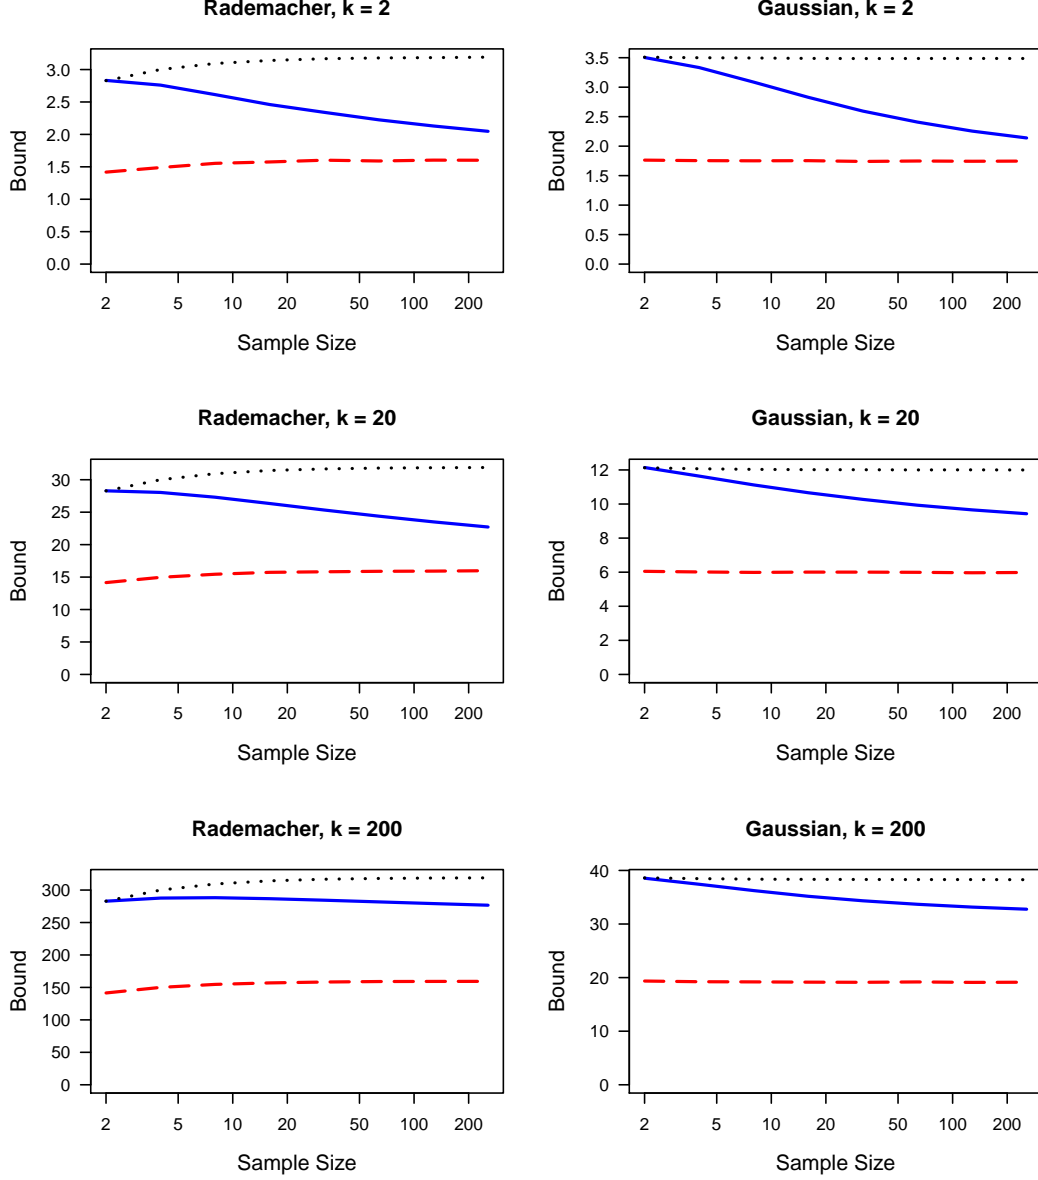 Rademacher, k = 2
Bound
3.0
2.5
2.0
1.5
1.0
0.5
0.0
2 5 10 20 50 100 200
Sample Size
Gaussian, k = 2
Bound
3.5
3.0
2.5
2.0
1.5
1.0
0.5
0.0
2 5 10 20 50 100 200
Sample Size
Rademacher, k = 20
Bound
30
25
20
15
10
5
0
2 5 10 20 50 100 200
Sample Size
Gaussian, k = 20
Bound
12
10
8
6
4
2
0
2 5 10 20 50 100 200
Sample Size
Rademacher, k = 200
Bound
300
250
200
150
100
50
0
2 5 10 20 50 100 200
Sample Size
Gaussian, k = 200
Bound
40
30
20
10
0
2 5 10 20 50 100 200
Sample Size